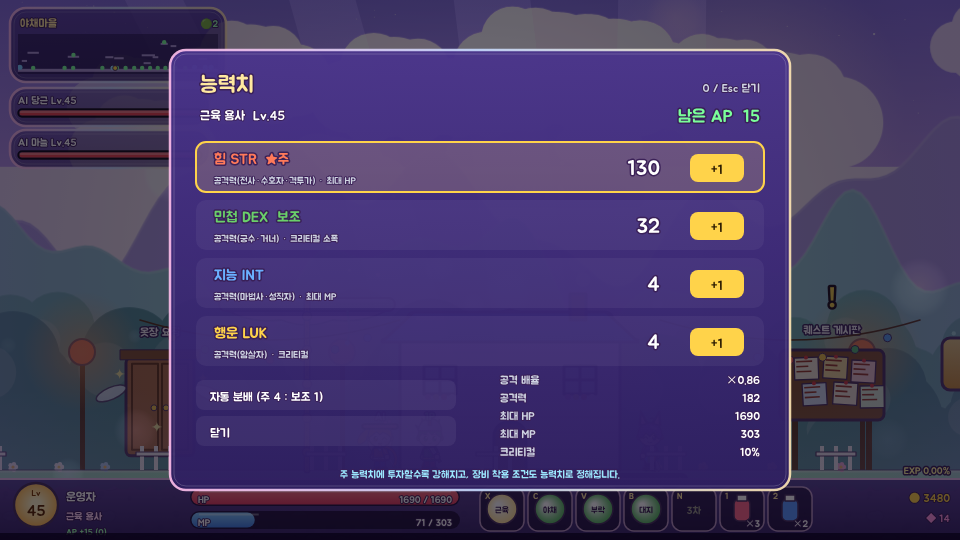 야채마을
2
AI 당근 Lv.45
AI 마늘 Lv.45
능력치
O / Esc 닫기
근육 용사 Lv.45
남은 AP 15
힘 STR ★주
공격력(전사·수호자·격투가) · 최대 HP
130
+1
민첩 DEX 보조
공격력(궁수·거너) · 크리티컬 소폭
32
+1
지능 INT
공격력(마법사·성직자) · 최대 MP
4
+1
행운 LUK
공격력(암살자) · 크리티컬
4
+1
자동 분배 (주 4 : 보조 1)
닫기
공격 배율 ×0.86
공격력 182
최대 HP 1690
최대 MP 303
크리티컬 10%
주 능력치에 투자할수록 강해지고, 장비 착용 조건도 능력치로 정해집니다.
옷장 요
!
퀘스트 게시판
EXP 0.00%
Lv
45
운영자
근육 용사
AP +15 (O)
HP 1690 / 1690
MP 71 / 303
X
근육
C
야채
V
부탁
B
대지
N
3차
1
×3
2
×2
3480
14